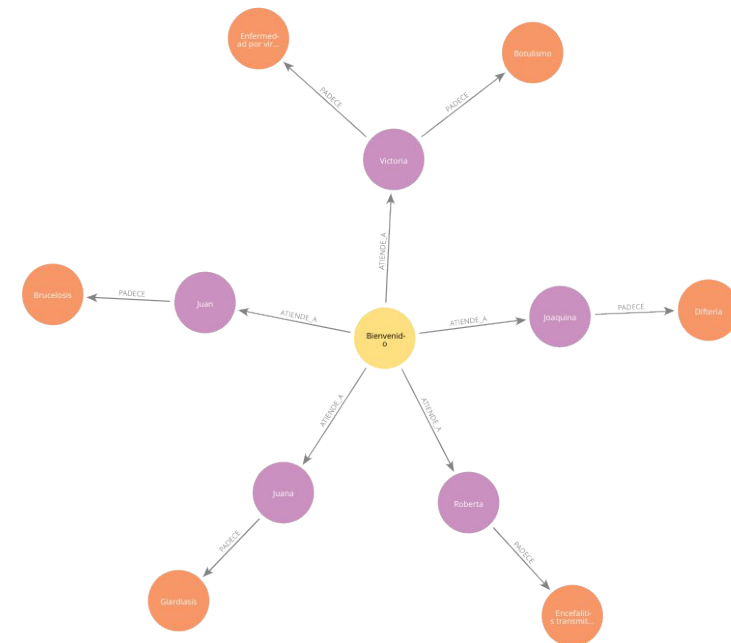 Enfermed-
ad por vir...
Botulismo
PADECE
PADECE
Victoria
ATIENDE_A
Brucelosis
PADECE
Juan
ATIENDE_A
Bienvenid-
o
ATIENDE_A
Joaquina
PADECE
Difteria
ATIENDE_A
ATIENDE_A
Juana
Roberta
PADECE
PADECE
Giardiasis
Encefaliti-
s transmit...